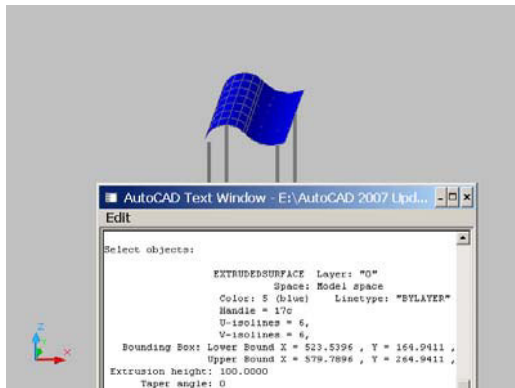 AutoCAD Text Window - E:\AutoCAD 2007 Upd...
Edit
Select objects:
EXTRUDEDSURFACE Layer: "0"
Space: Model space
Color: 5 (blue) Linetype: "BYLAYER"
Handle = 17c
U-isolines = 6,
V-isolines = 6,
Bounding Box: Lower Bound X = 523.5396 , Y = 164.9411 ,
Upper Bound X = 579.7896 , Y = 264.9411 ,
Extrusion height: 100.0000
Taper angle: 0
Z
Y
X